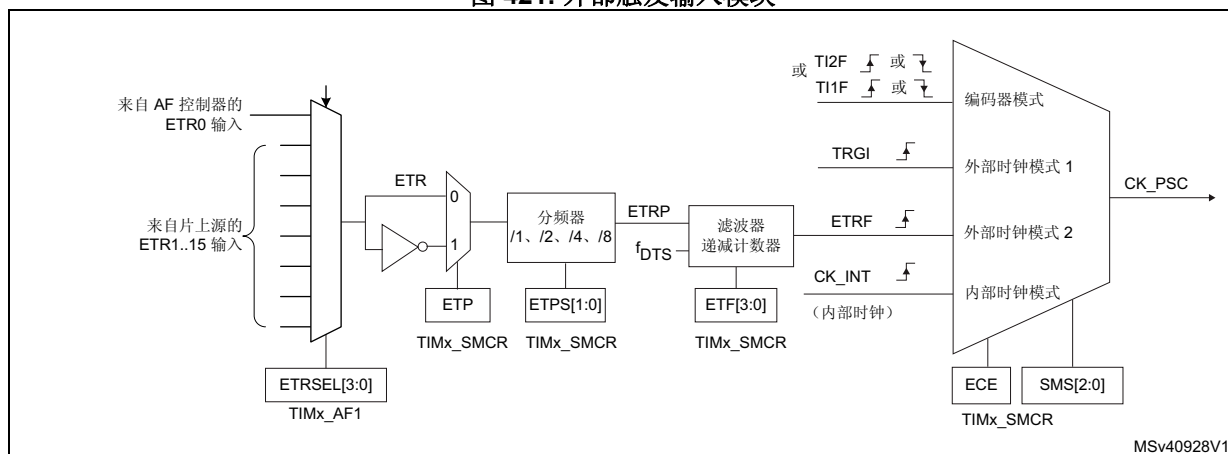 图 421. 外部触发输入模块
来自 AF 控制器的
ETR0 输入
来自片上源的
ETR1..15 输入
ETRSEL[3:0]
TIMx_AF1
ETR
0
1
ETP
TIMx_SMCR
分频器
/1、/2、/4、/8
ETPS[1:0]
TIMx_SMCR
ETRP
fDTS
滤波器
递减计数器
ETF[3:0]
TIMx_SMCR
或 TI2F 或
TI1F 或
编码器模式
TRGI
外部时钟模式 1
ETRF
外部时钟模式 2
CK_INT
(内部时钟)
内部时钟模式
CK_PSC
ECE
SMS[2:0]
TIMx_SMCR
MSv40928V1